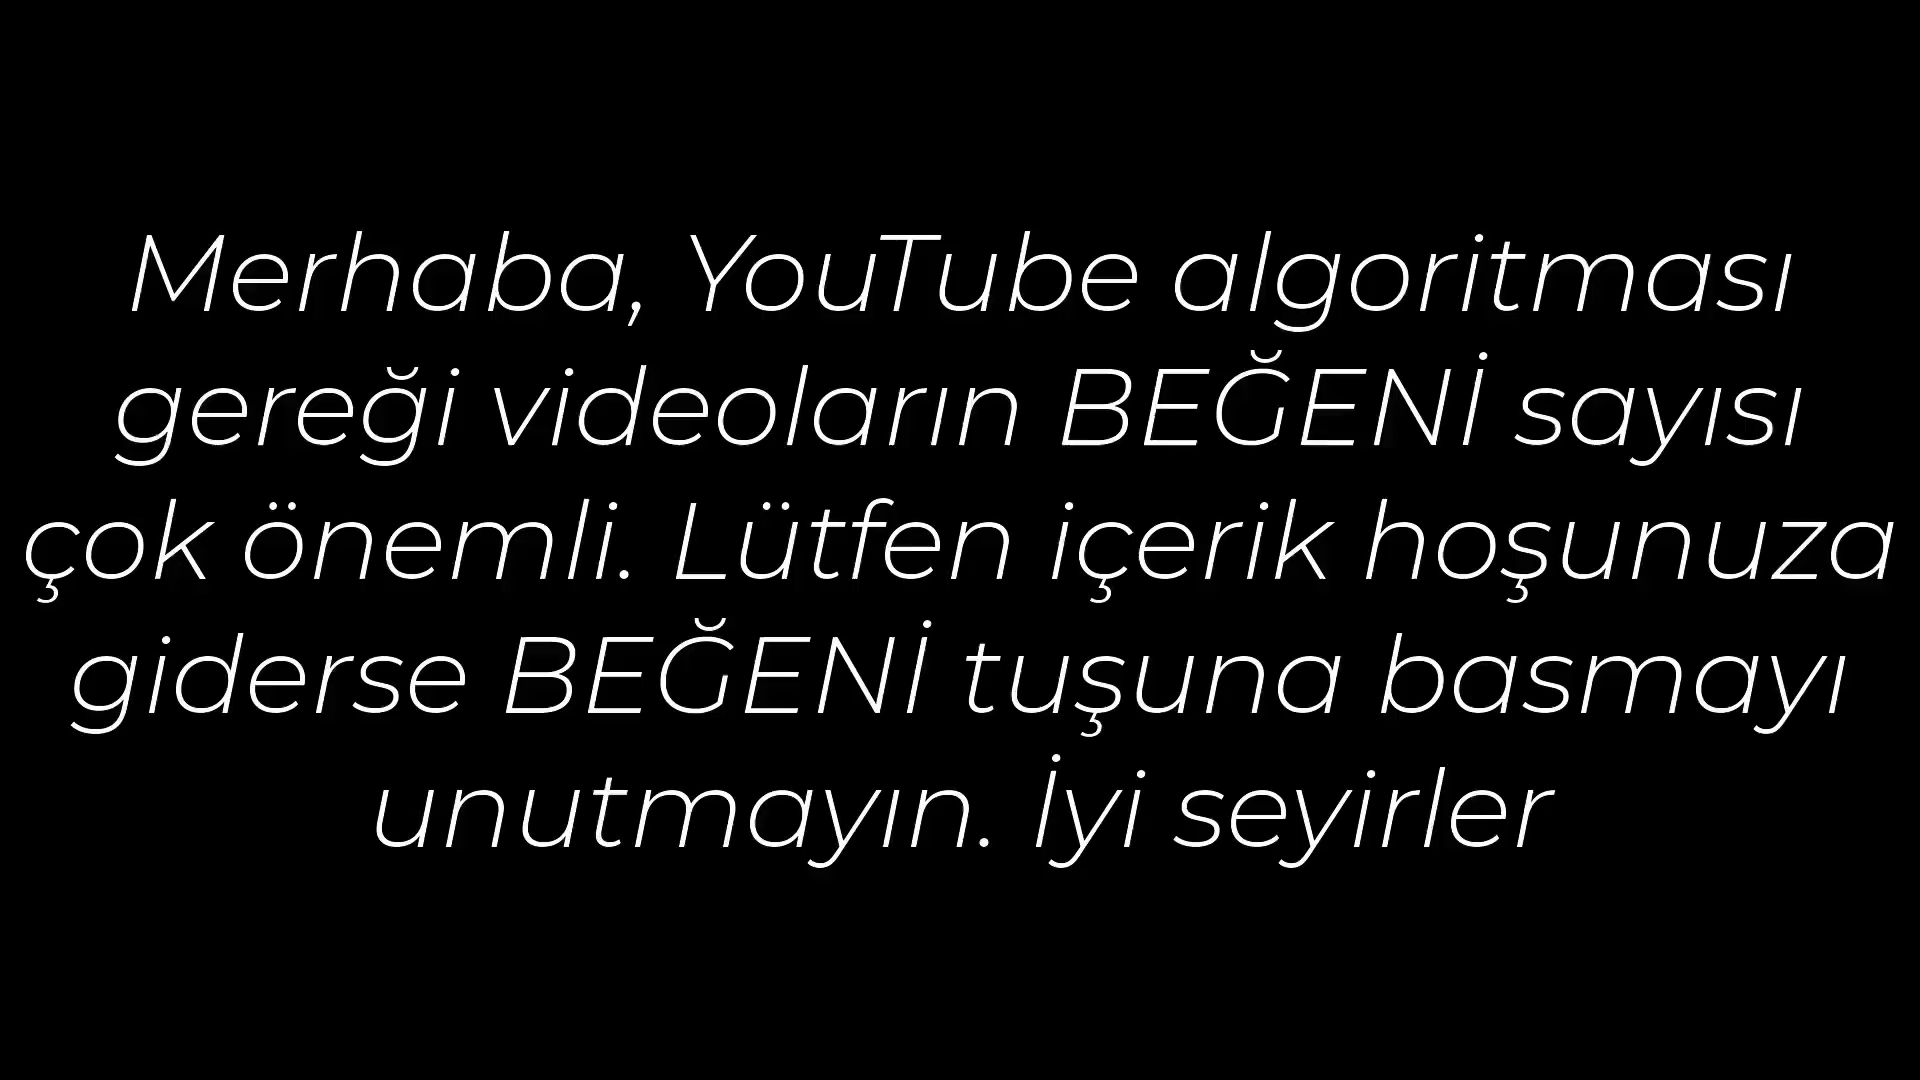 Merhaba, YouTube algoritması
gereği videoların BEĞENİ sayısı
çok önemli. Lütfen içerik hoşunuza
giderse BEĞENİ tuşuna basmayı
unutmayın. İyi seyirler